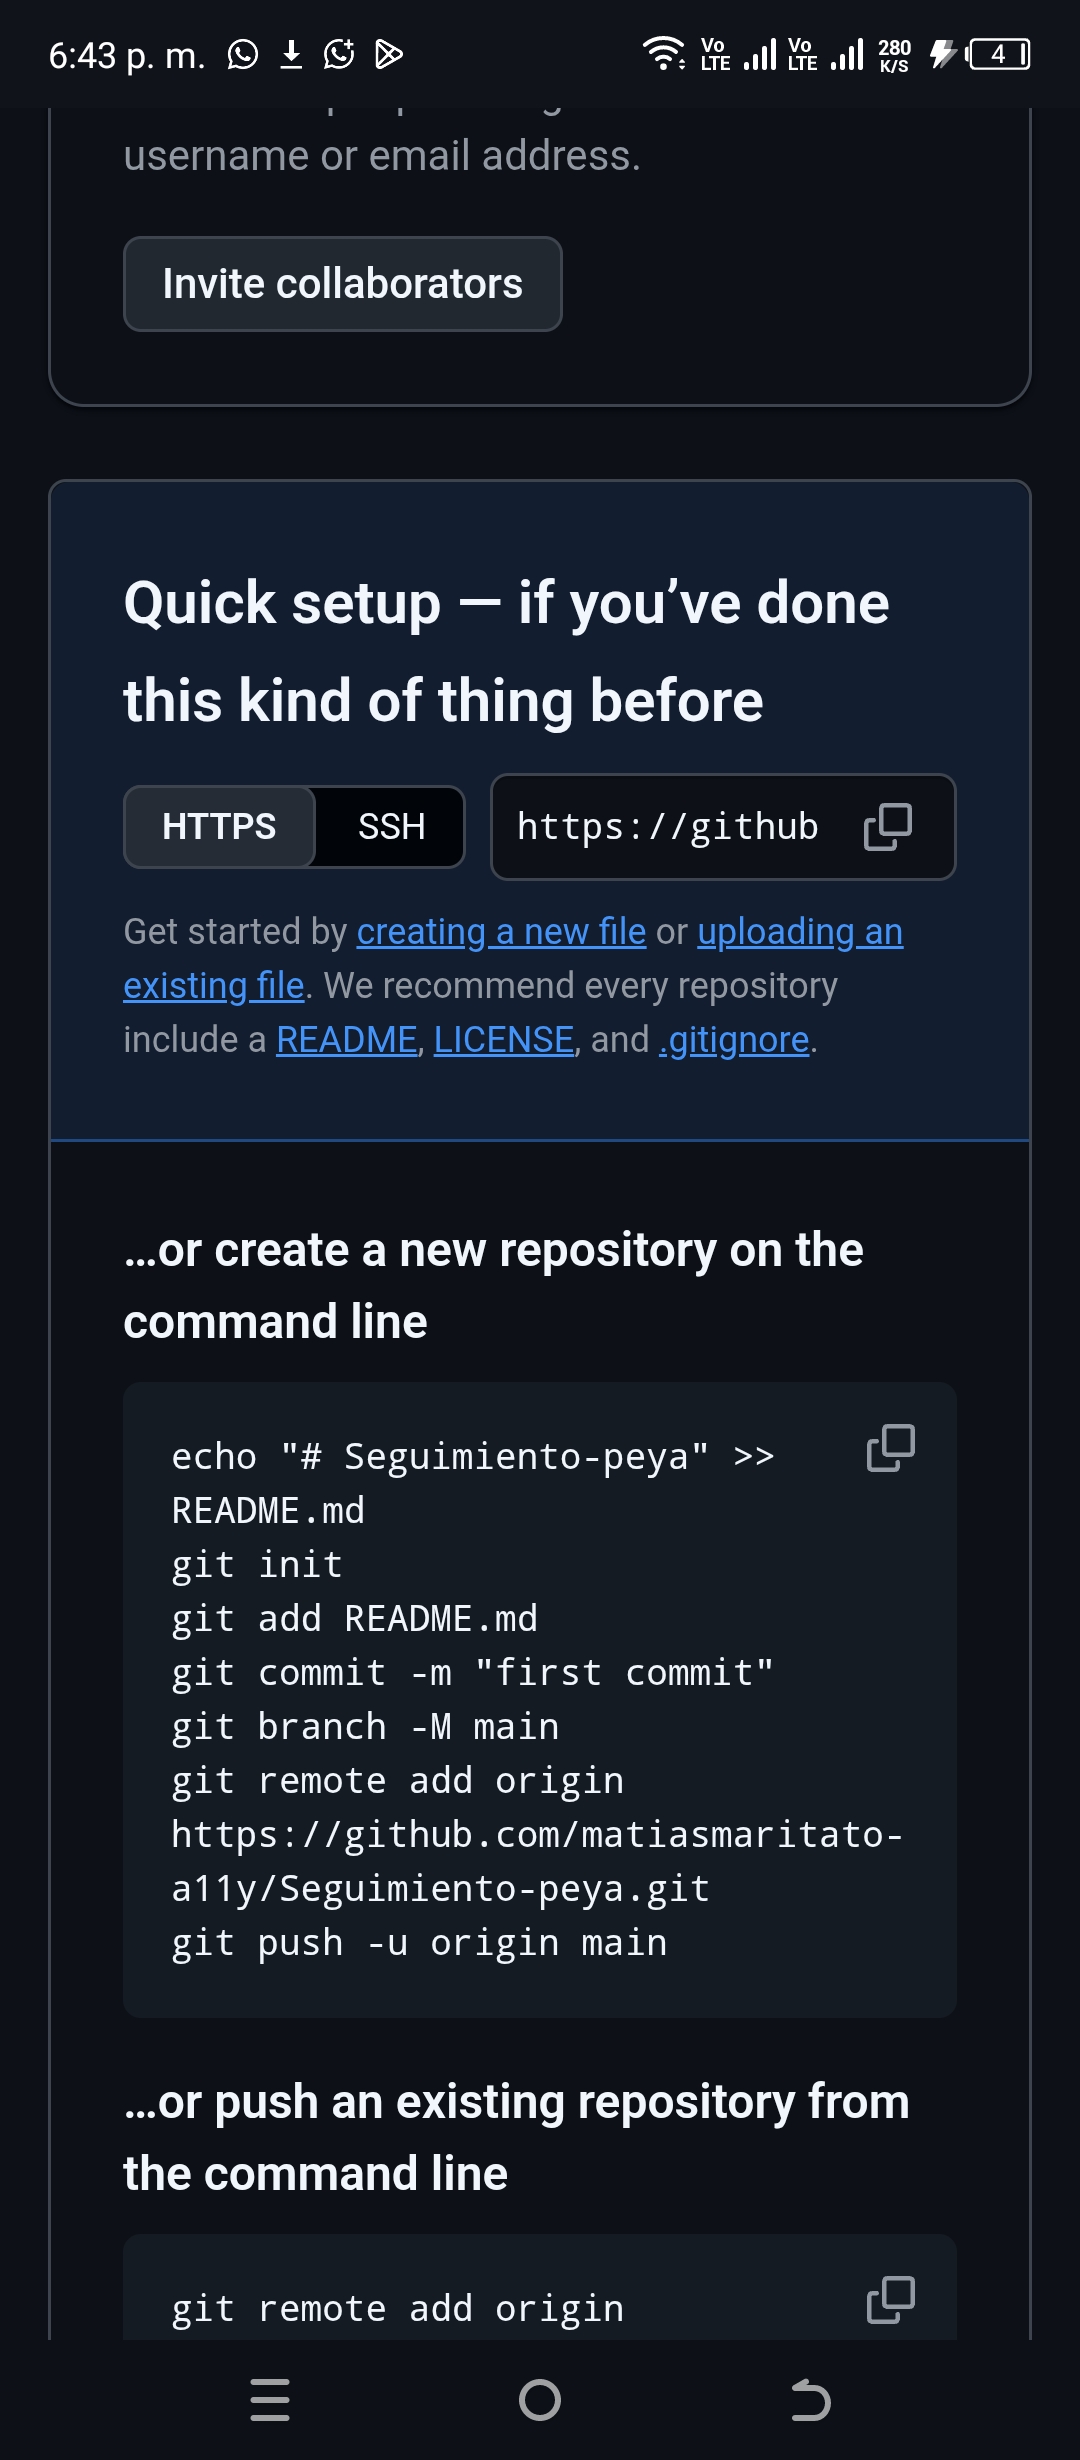 6:43 p. m.
Vo LTE Vo LTE 280 K/S 4
username or email address.
Invite collaborators
Quick setup — if you’ve done
this kind of thing before
HTTPS SSH https://github
Get started by creating a new file or uploading an
existing file. We recommend every repository
include a README, LICENSE, and .gitignore.
…or create a new repository on the
command line
echo "# Seguimiento-peya" >>
README.md
git init
git add README.md
git commit -m "first commit"
git branch -M main
git remote add origin
https://github.com/matiasmaritato-
a11y/Seguimiento-peya.git
git push -u origin main
…or push an existing repository from
the command line
git remote add origin